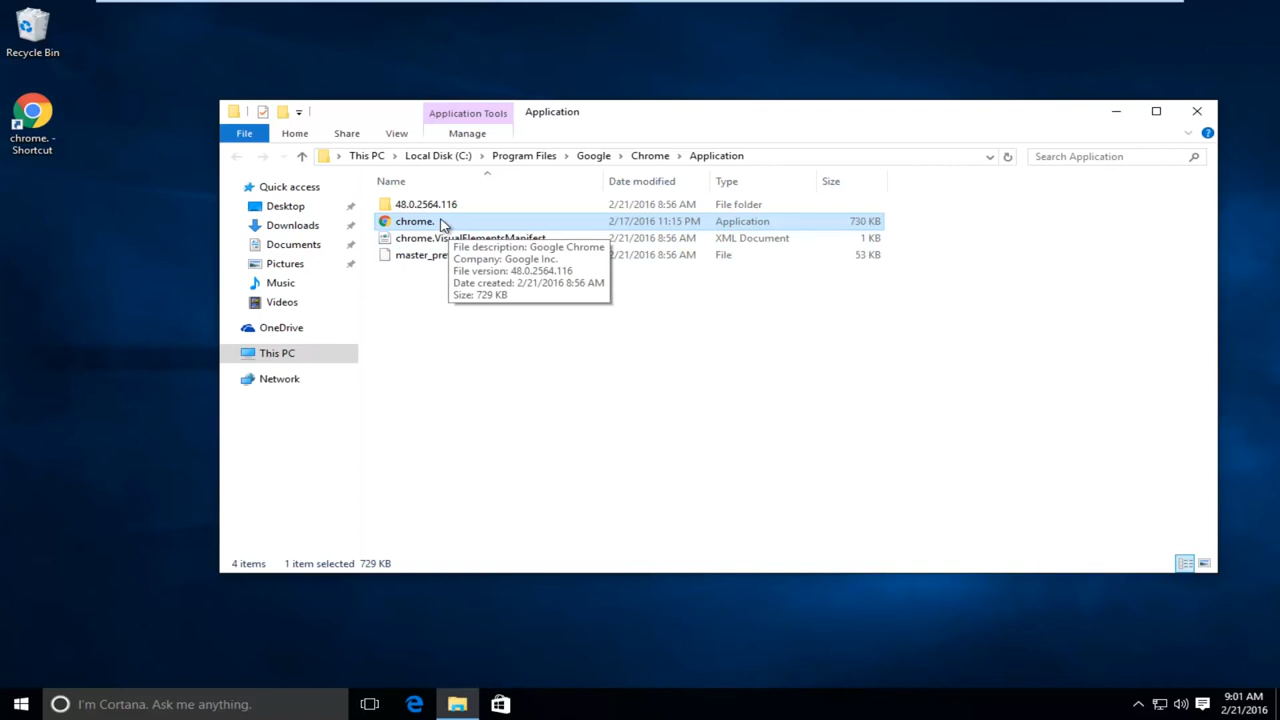 Recycle Bin
chrome. -
Shortcut
Application Tools
Application
File
Home
Share
View
Manage
This PC
Local Disk (C:)
Program Files
Google
Chrome
Application
Search Application
Name
Date modified
Type
Size
48.0.2564.116
2/21/2016 8:56 AM
File folder
chrome.
2/17/2016 11:15 PM
Application
730 KB
chrome.VisualElementsManifest
2/21/2016 8:56 AM
XML Document
1 KB
2/21/2016 8:56 AM
File
53 KB
File description: Google Chrome
Company: Google Inc.
File version: 48.0.2564.116
Date created: 2/21/2016 8:56 AM
Size: 729 KB
Quick access
Desktop
Downloads
Documents
Pictures
Music
Videos
OneDrive
This PC
Network
4 items
1 item selected 729 KB
I'm Cortana. Ask me anything.
9:01 AM
2/21/2016